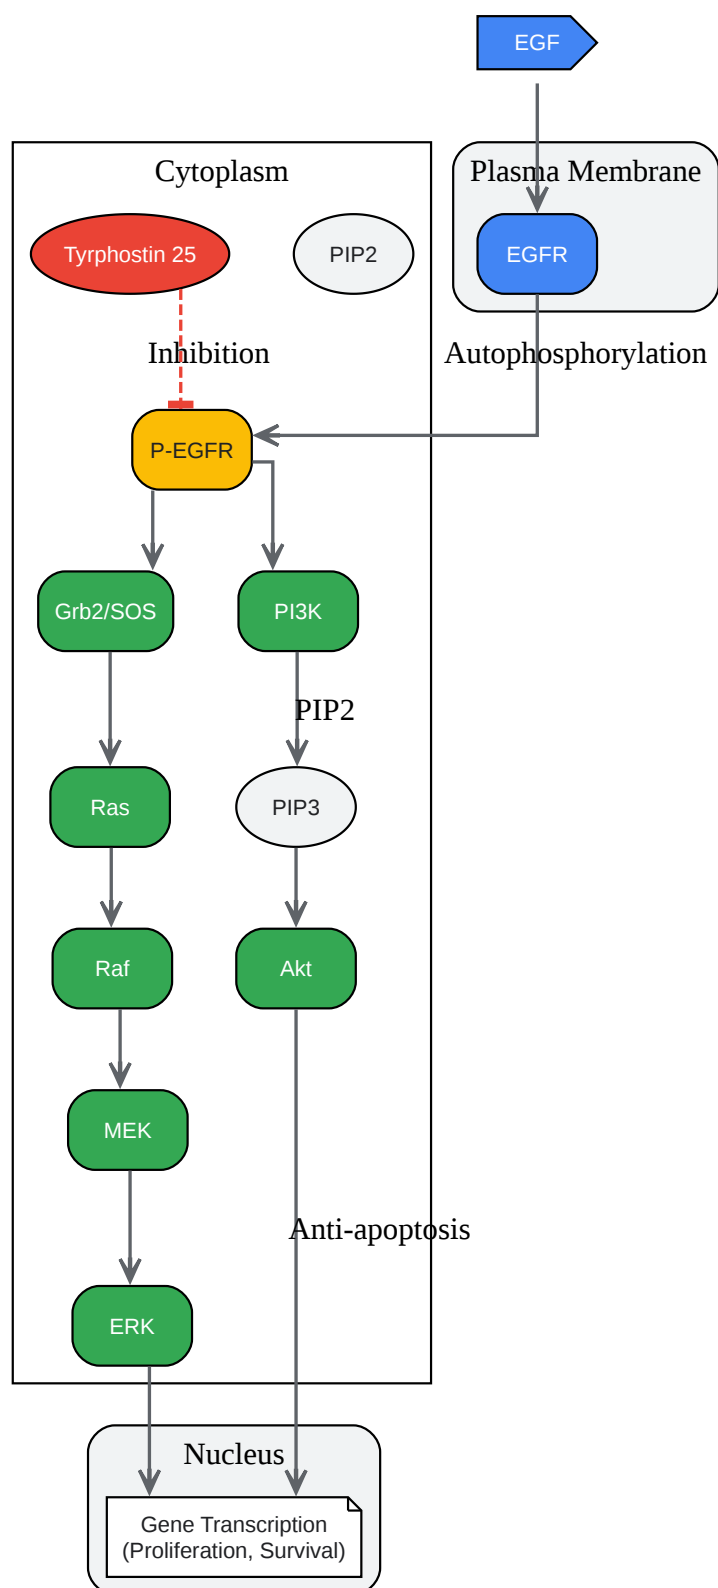 EGF
Cytoplasm
Plasma Membrane
Tyrphostin 25
PIP2
EGFR
Inhibition
Autophosphorylation
P-EGFR
Grb2/SOS
PI3K
PIP2
Ras
PIP3
Raf
Akt
MEK
Anti-apoptosis
ERK
Nucleus
Gene Transcription
(Proliferation, Survival)